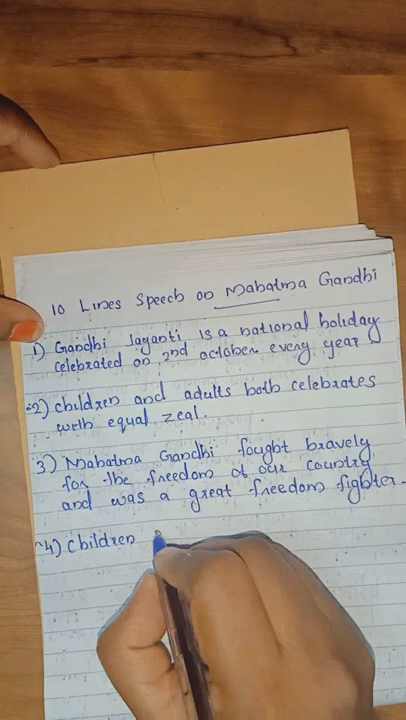 10 Lines Speech on Mahatma Gandhi
1) Gandhi Jayanti is a national holiday
celebrated on 2nd october every year
2) children and adults both celebrates
with equal zeal.
3) Mahatma Gandhi fought bravely
for the freedom of our country
and was a great freedom fighter.
4) Children